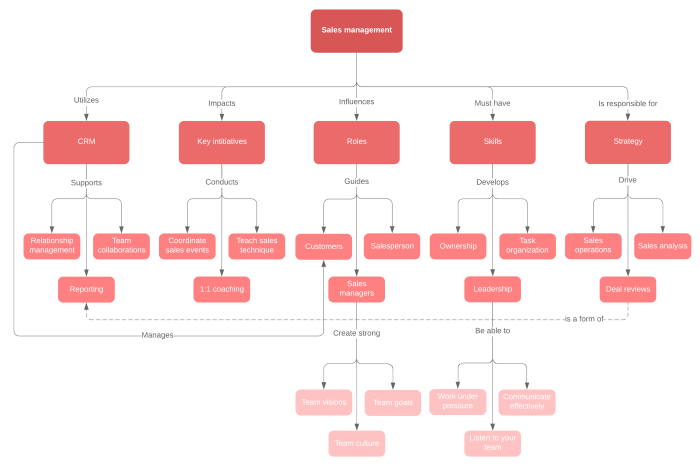 Sales management
Utilizes
Impacts
Influences
Must have
Is responsible for
CRM
Key intitiatives
Roles
Skills
Strategy
Supports
Conducts
Guides
Develops
Drive
Relationship
management
Team
collaborations
Coordinate
sales events
Teach sales
technique
Customers
Salesperson
Ownership
Task
organization
Sales
operations
Sales analysis
Reporting
1:1 coaching
Sales
managers
Leadership
Deal reviews
is a form of
Manages
Create strong
Be able to
Team visions
Team goals
Work under
pressure
Communicate
effectively
Team culture
Listen to your
team